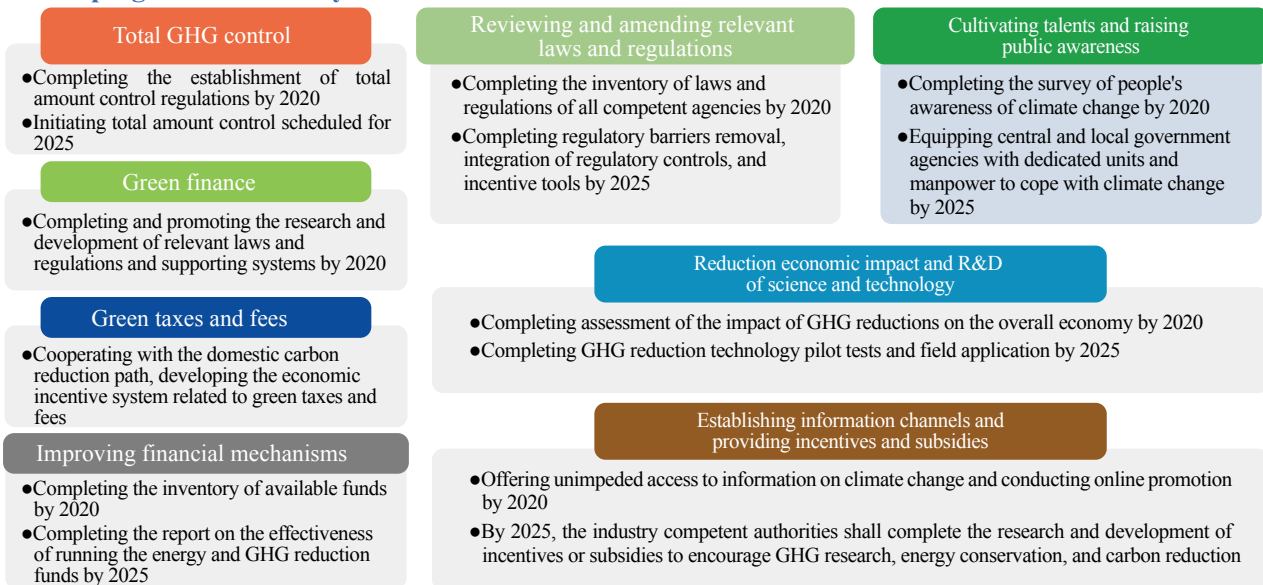 Total GHG control
●Completing the establishment of total
amount control regulations by 2020
●Initiating total amount control scheduled for
2025
Green finance
●Completing and promoting the research and
development of relevant laws and
regulations and supporting systems by 2020
Green taxes and fees
●Cooperating with the domestic carbon
reduction path, developing the economic
incentive system related to green taxes and
fees
Improving financial mechanisms
●Completing the inventory of available funds
by 2020
●Completing the report on the effectiveness
of running the energy and GHG reduction
funds by 2025
Reviewing and amending relevant
laws and regulations
●Completing the inventory of laws and
regulations of all competent agencies by 2020
●Completing regulatory barriers removal,
integration of regulatory controls, and
incentive tools by 2025
Cultivating talents and raising
public awareness
●Completing the survey of people's
awareness of climate change by 2020
●Equipping central and local government
agencies with dedicated units and
manpower to cope with climate change
by 2025
Reduction economic impact and R&D
of science and technology
●Completing assessment of the impact of GHG reductions on the overall economy by 2020
●Completing GHG reduction technology pilot tests and field application by 2025
Establishing information channels and
providing incentives and subsidies
●Offering unimpeded access to information on climate change and conducting online promotion
by 2020
●By 2025, the industry competent authorities shall complete the research and development of
incentives or subsidies to encourage GHG research, energy conservation, and carbon reduction